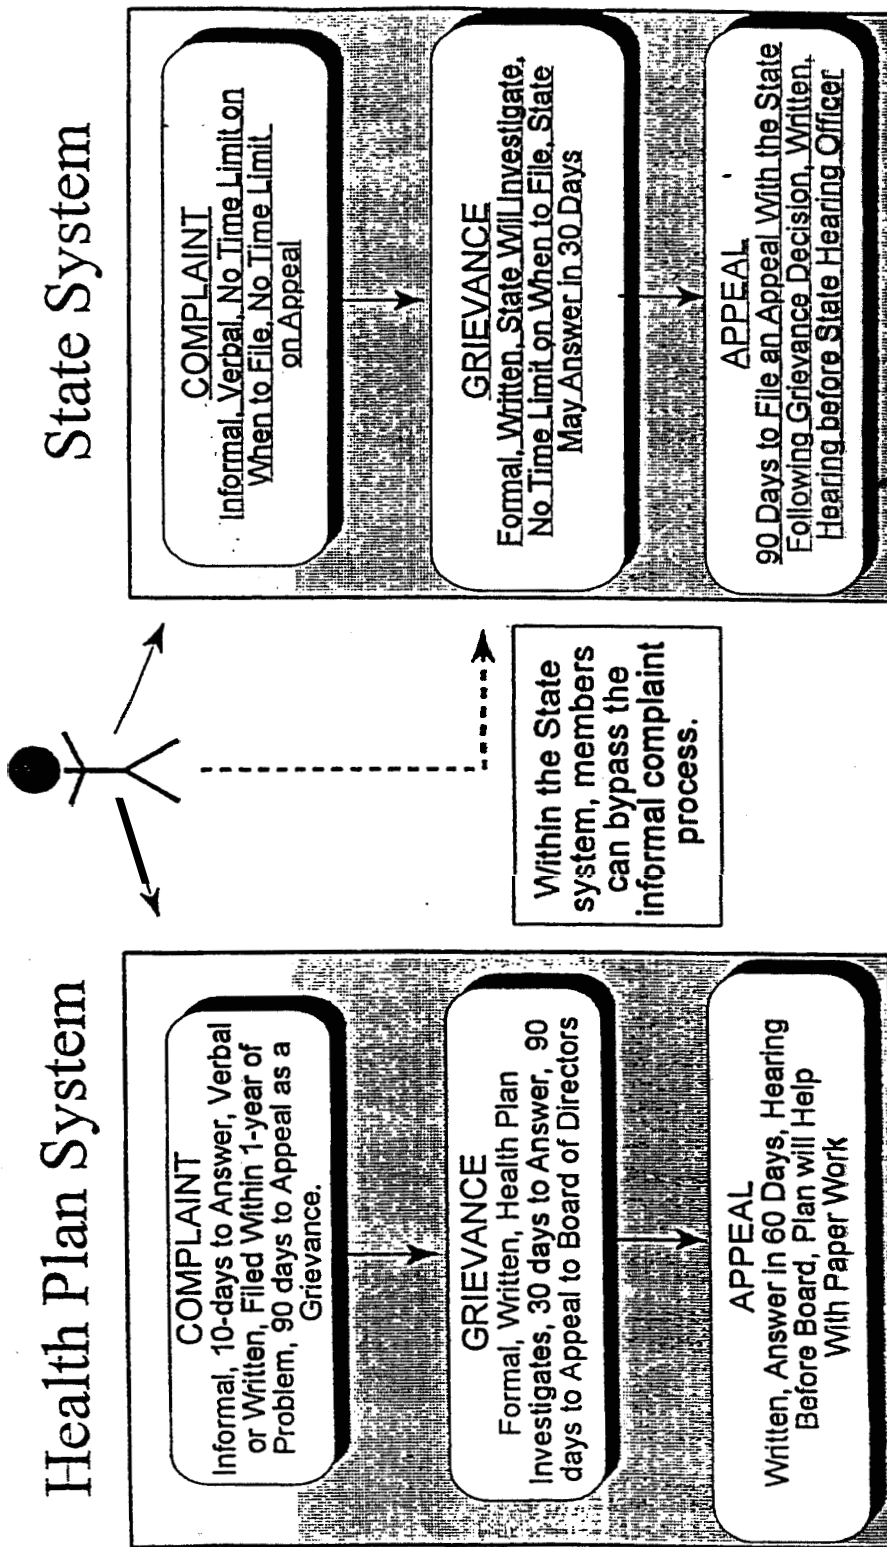 Health Plan System
COMPLAINT
Informal, 10-days to Answer, Verbal
or Written, Filed Within 1-year of
Problem, 90 days to Appeal as a
Grievance.
GRIEVANCE
Formal, Written, Health Plan
Investigates, 30 days to Answer, 90
days to Appeal to Board of Directors
APPEAL
Written, Answer in 60 Days, Hearing
Before Board, Plan will Help
With Paper Work
Within the State
system, members
can bypass the
informal complaint
process.
State System
COMPLAINT
Informal, Verbal, No Time Limit on
When to File, No Time Limit
on Appeal
GRIEVANCE
Formal, Written, State Will Investigate,
No Time Limit on When to File, State
May Answer in 30 Days
APPEAL
90 Days to File an Appeal With the State
Following Grievance Decision, Written,
Hearing before State Hearing Officer